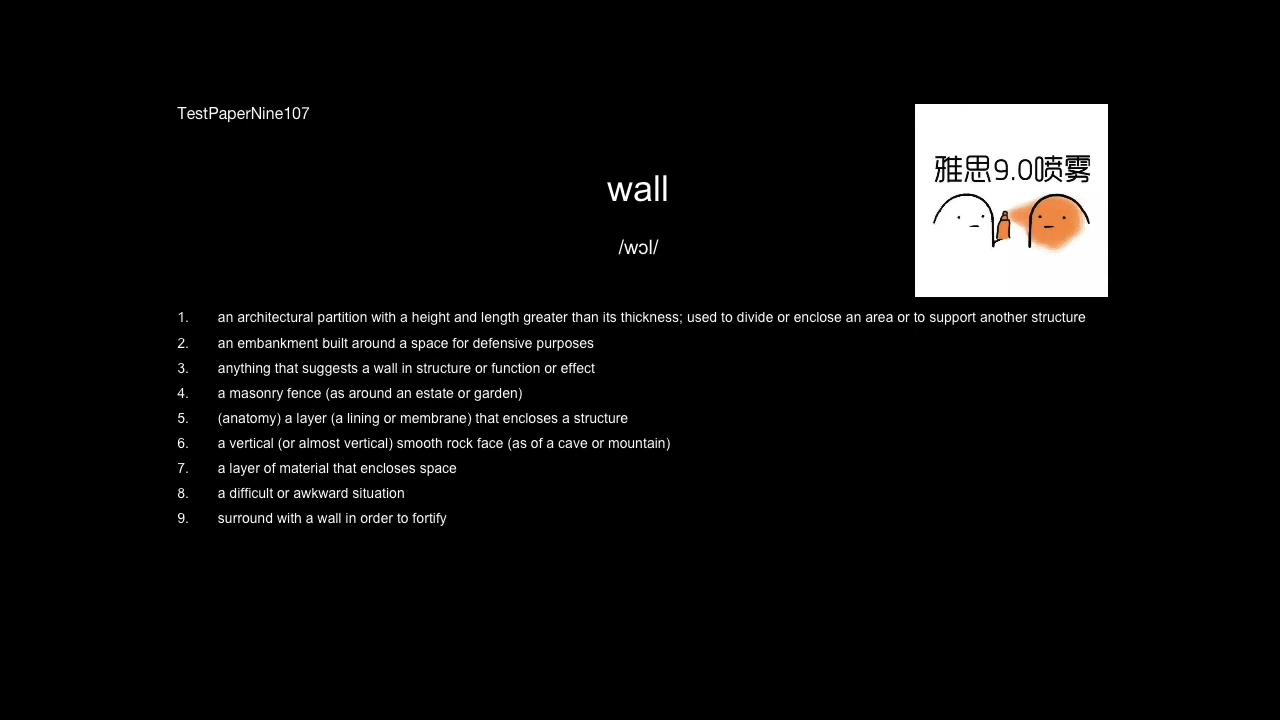 TestPaperNine107
雅思9.0喷雾
wall
/wɔl/
1. an architectural partition with a height and length greater than its thickness; used to divide or enclose an area or to support another structure
2. an embankment built around a space for defensive purposes
3. anything that suggests a wall in structure or function or effect
4. a masonry fence (as around an estate or garden)
5. (anatomy) a layer (a lining or membrane) that encloses a structure
6. a vertical (or almost vertical) smooth rock face (as of a cave or mountain)
7. a layer of material that encloses space
8. a difficult or awkward situation
9. surround with a wall in order to fortify